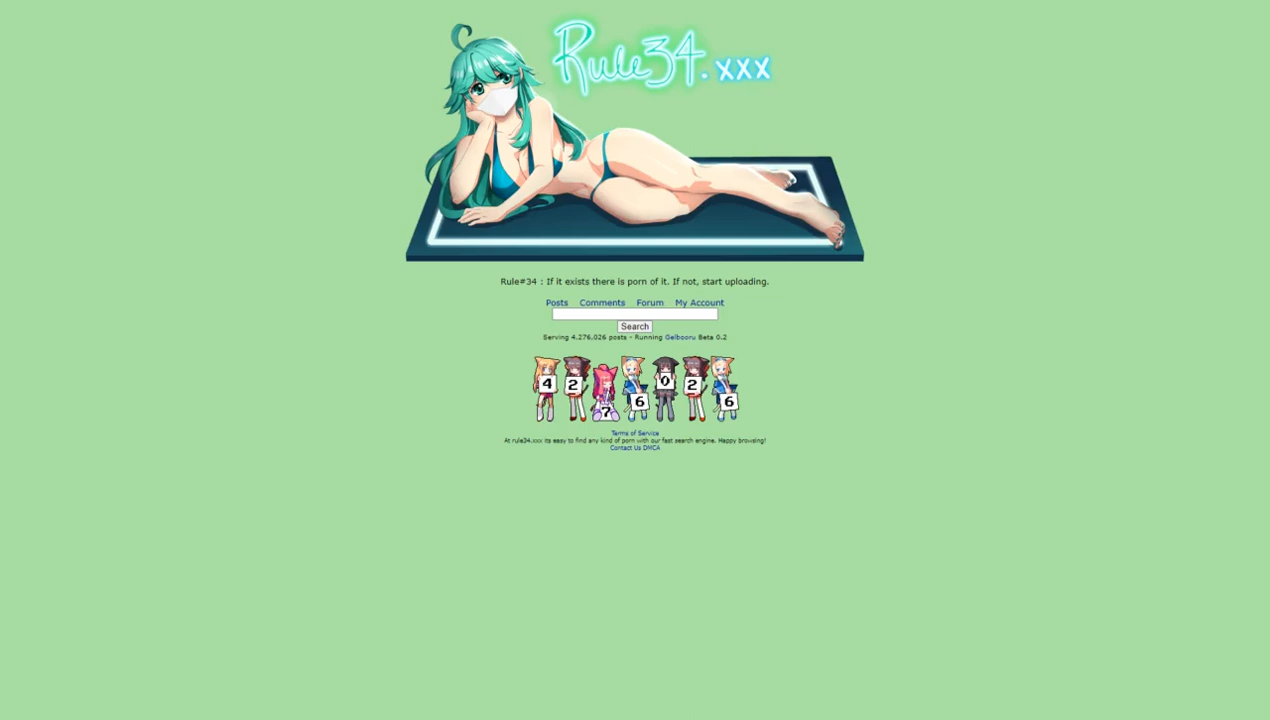 Rule34.xxx
Rule#34 : If it exists there is porn of it. If not, start uploading.
Posts Comments Forum My Account
Search
Serving 4,276,026 posts - Running Gelbooru Beta 0.2
4 2 7 6 0 2 6
Terms of Service
At rule34.xxx its easy to find any kind of porn with our fast search engine. Happy browsing!
Contact Us DMCA